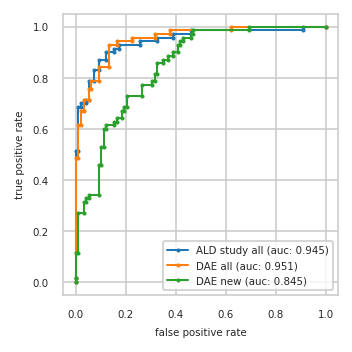 1.0
0.8
0.6
0.4
0.2
0.0
true positive rate
ALD study all (auc: 0.945)
DAE all (auc: 0.951)
DAE new (auc: 0.845)
0.0 0.2 0.4 0.6 0.8 1.0
false positive rate